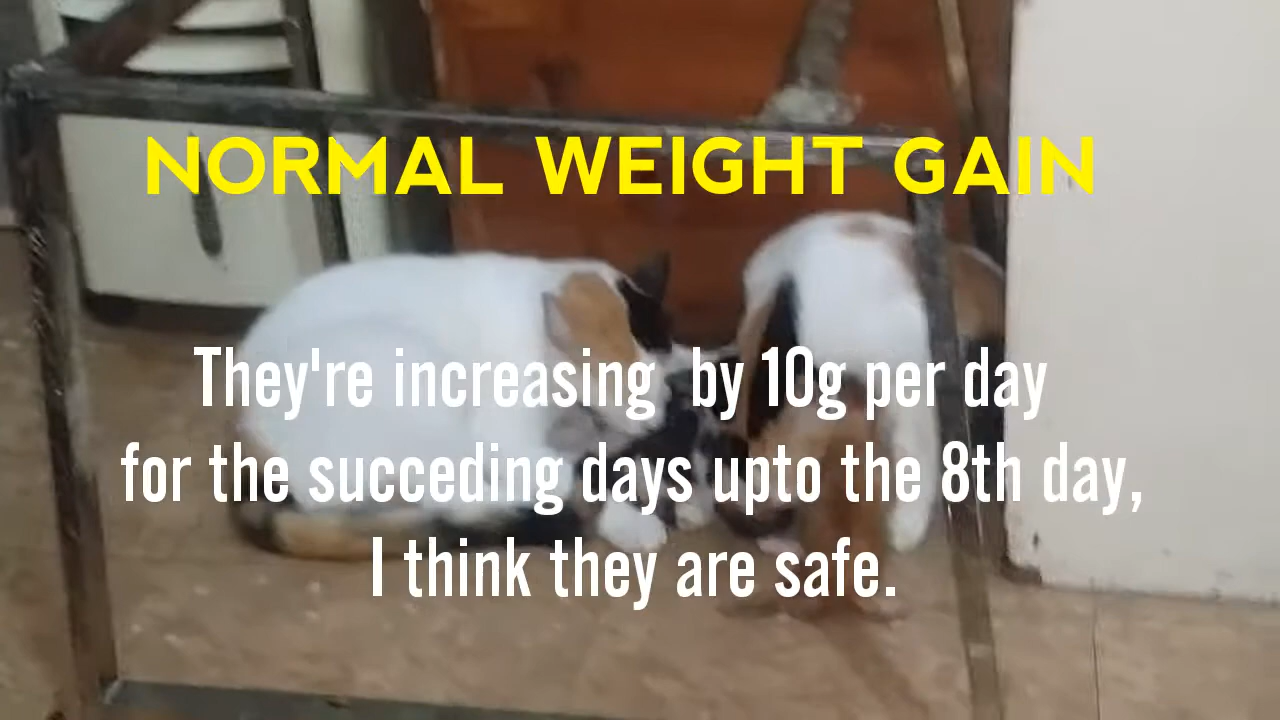 NORMAL WEIGHT GAIN
They're increasing by 10g per day
for the succeding days upto the 8th day,
I think they are safe.